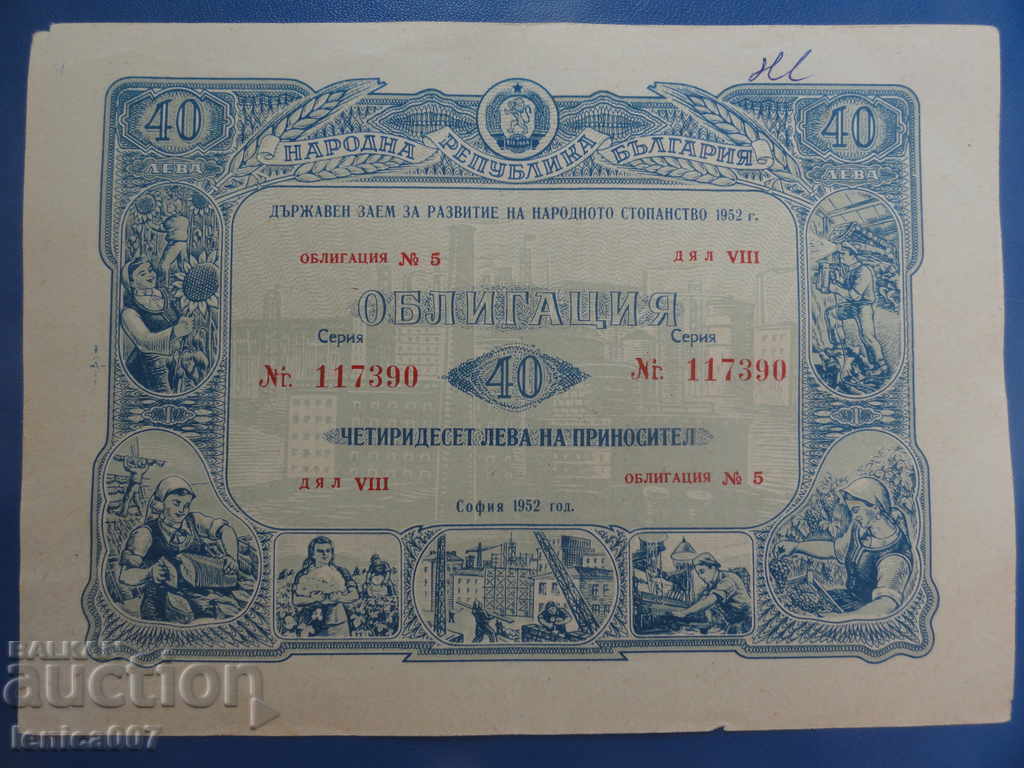 40 40
ЛЕВА ЛЕВА
НАРОДНА РЕПУБЛИКА БЪЛГАРИЯ
ДЪРЖАВЕН ЗАЕМ ЗА РАЗВИТИЕ НА НАРОДНОТО СТОПАНСТВО 1952 г.
ОБЛИГАЦИЯ № 5 ДЯЛ VIII
ОБЛИГАЦИЯ
Серия Серия
№ 117390 40 № 117390
ЧЕТИРИДЕСЕТ ЛЕВА НА ПРИНОСИТЕЛ
ДЯЛ VIII ОБЛИГАЦИЯ № 5
София 1952 год.
BALKAN
auction
lenica007